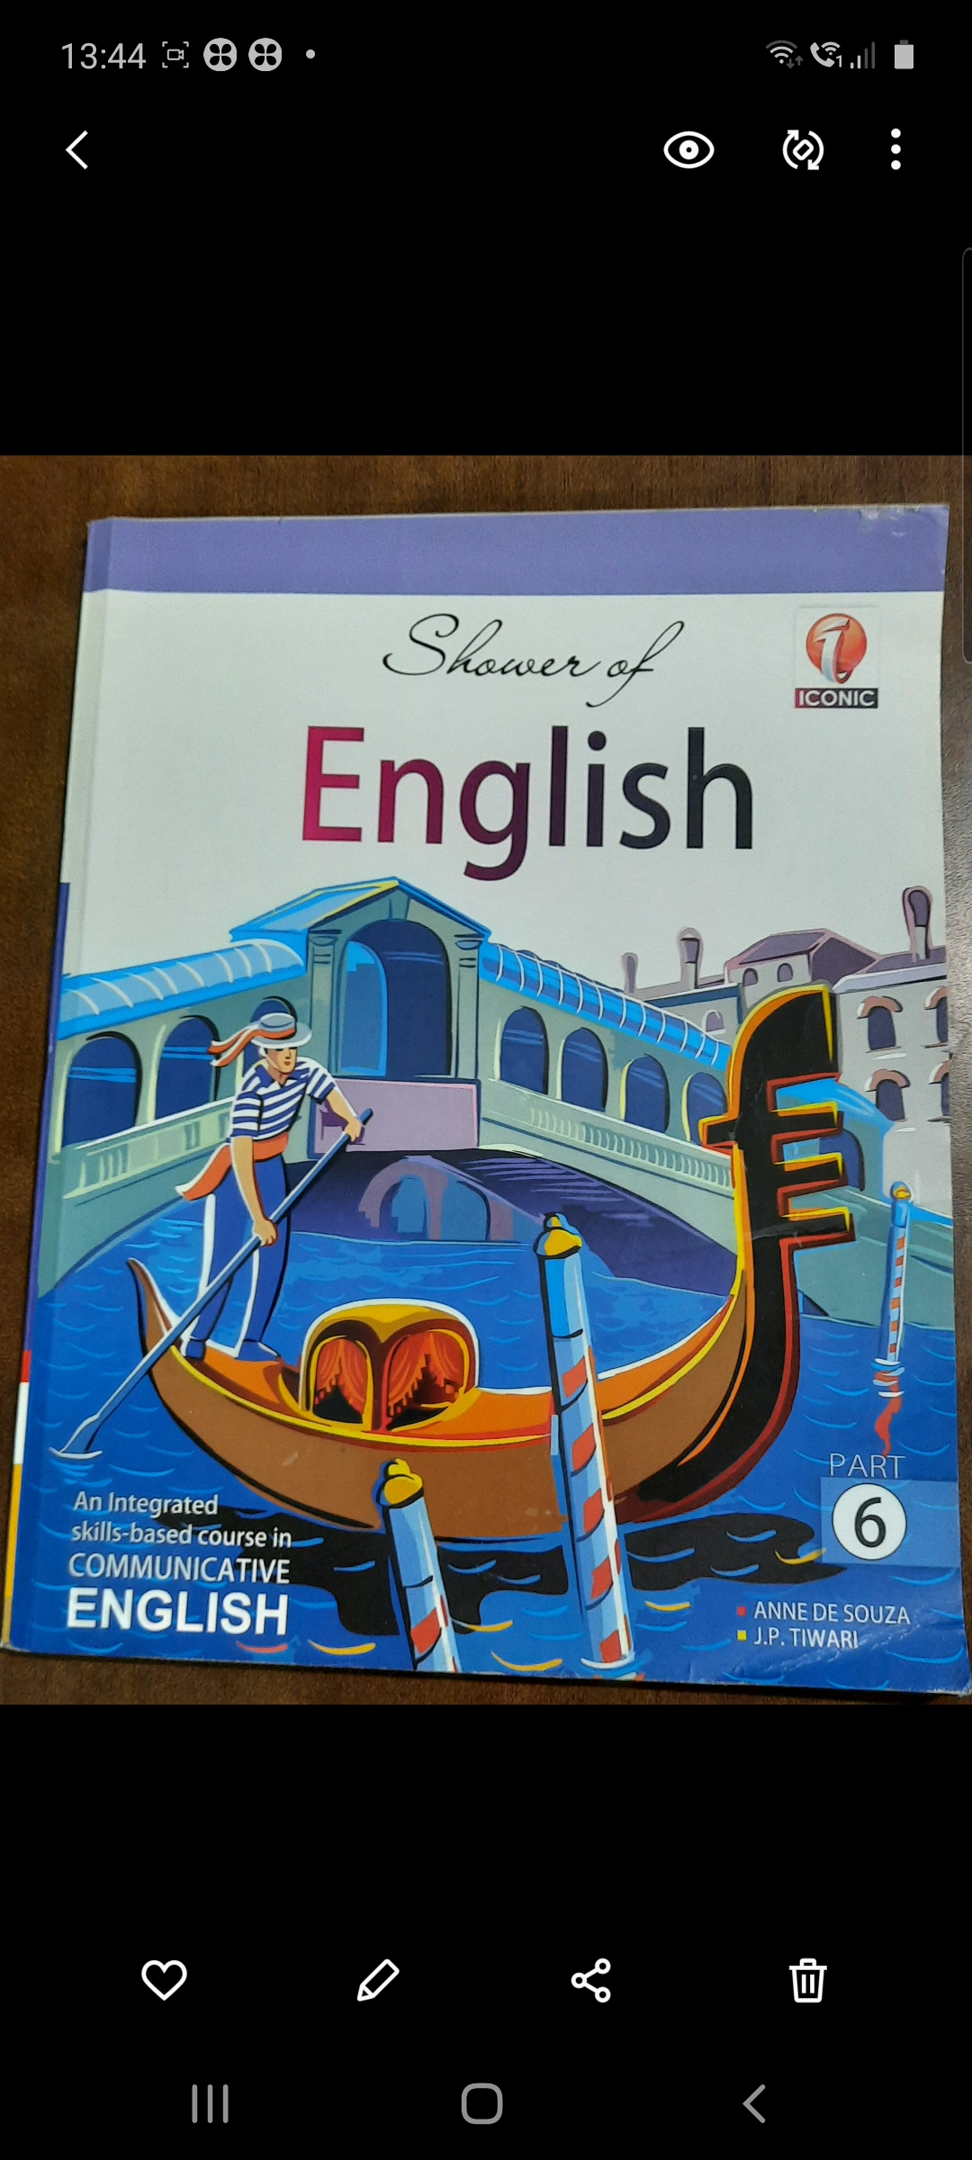 13:44
Shower of
English
ICONIC
An Integrated
skills-based course in
COMMUNICATIVE
ENGLISH
PART
6
ANNE DE SOUZA
J.P. TIWARI